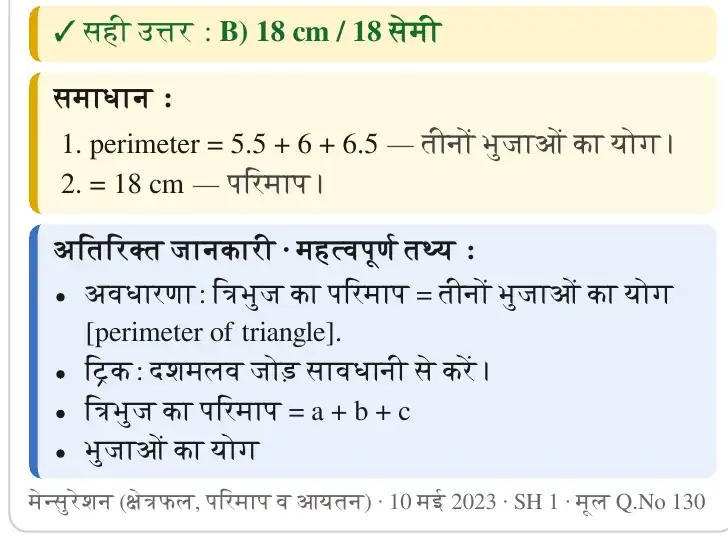 ✓ सही उत्तर : B) 18 cm / 18 सेमी
समाधान :
1. perimeter = 5.5 + 6 + 6.5 — तीनों भुजाओं का योग।
2. = 18 cm — परिमाप।
अतिरिक्त जानकारी · महत्वपूर्ण तथ्य :
• अवधारणा : त्रिभुज का परिमाप = तीनों भुजाओं का योग
[perimeter of triangle].
• ट्रिक : दशमलव जोड़ सावधानी से करें।
• त्रिभुज का परिमाप = a + b + c
• भुजाओं का योग
मेन्सुरेशन (क्षेत्रफल, परिमाप व आयतन) · 10 मई 2023 · SH 1 · मूल Q.No 130